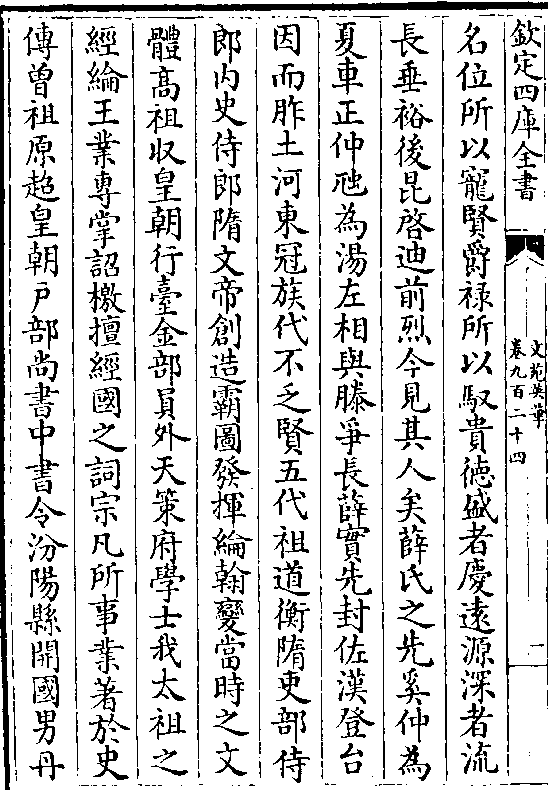 欽定四庫全書
文苑英華
卷九百二十四
一
名位所以寵賢爵禄所以馭貴德盛者慶逺源深者流
長垂裕後昆啓迪前烈今見其人矣薛氏之先奚仲為
夏車正仲虺為湯左相與滕爭長薛實先封佐漢登台
因而胙土河東冠族代不乏賢五代祖道衡隋吏部侍
郎内史侍郎隋文帝創造霸圖發揮綸翰變當時之文
體高祖収皇朝行臺金部員外天策府學士我太祖之
經綸王業専掌詔檄擅經國之詞宗凡所事業著於史
傳曽祖原超皇朝戸部尚書中書令汾陽縣開國男丹